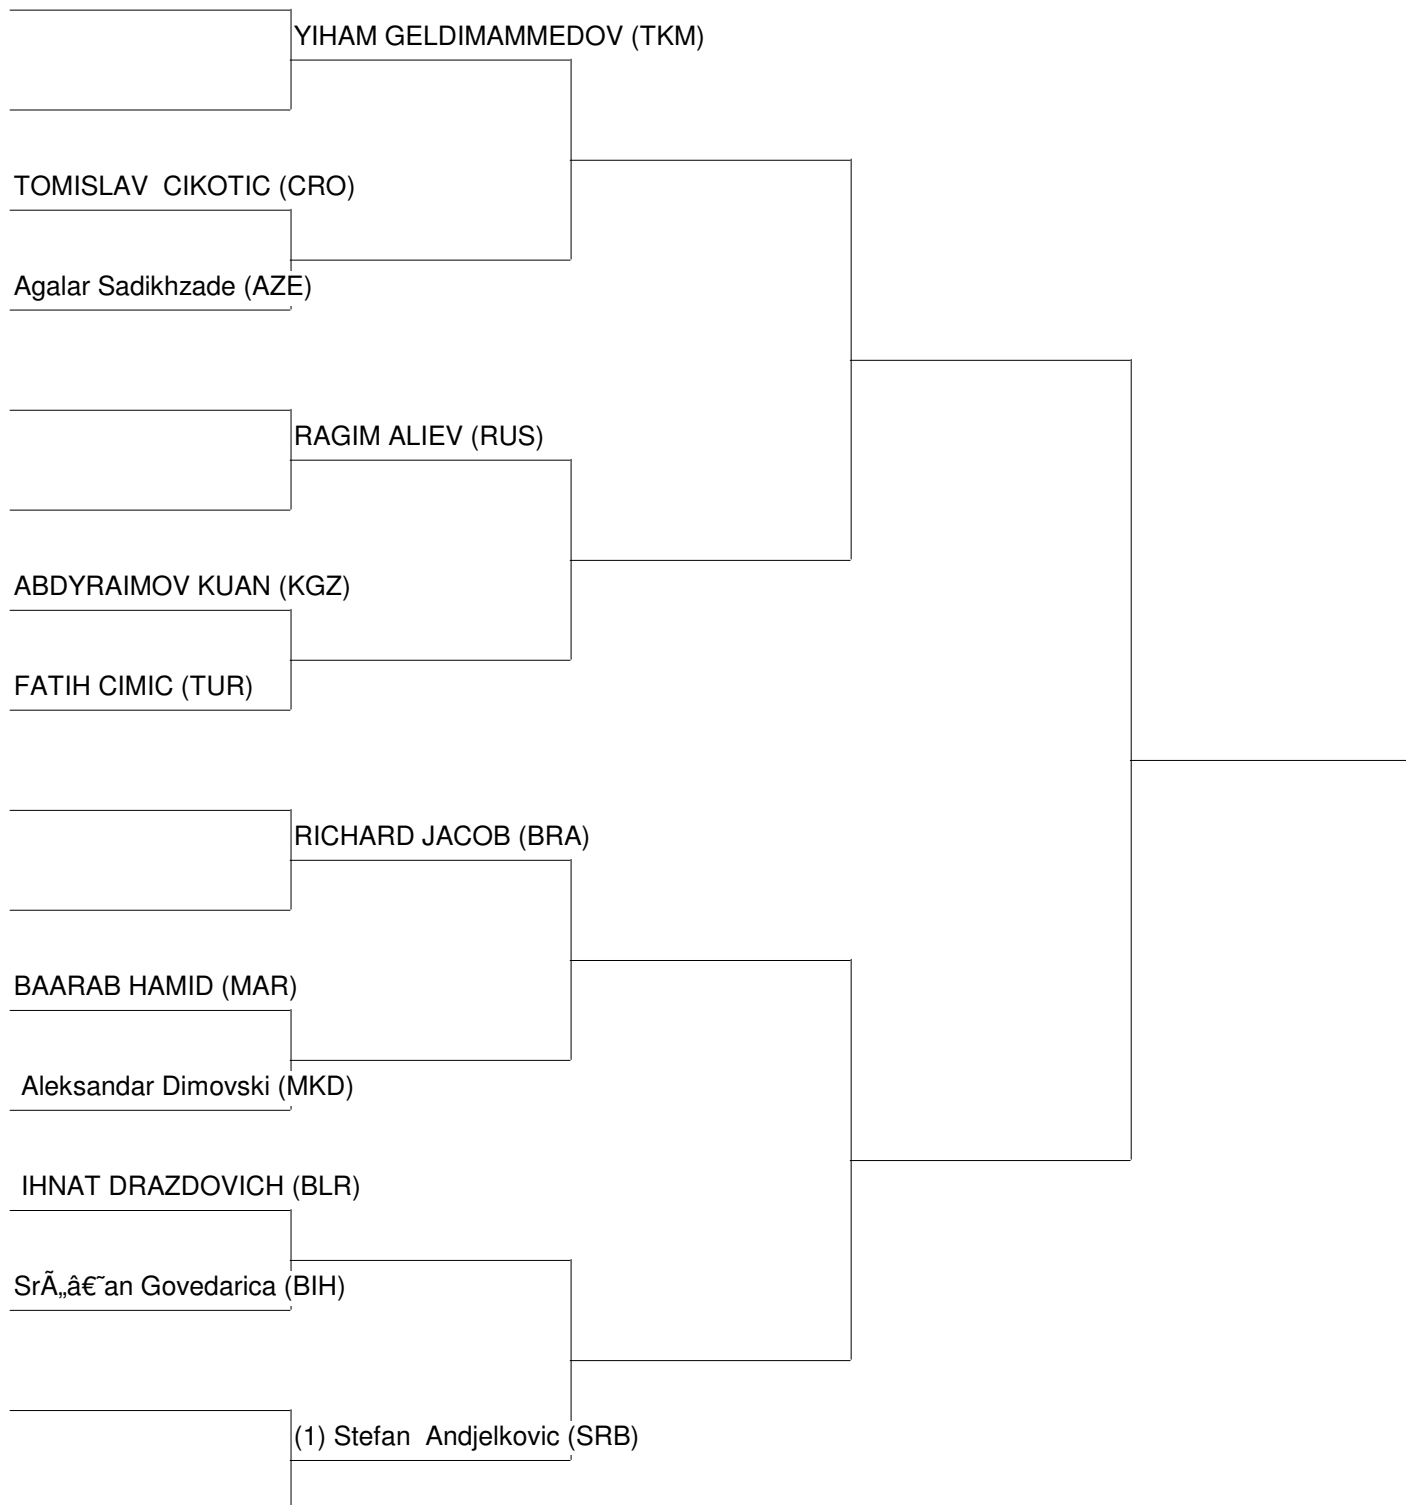 YIHAM GELDIMAMMEDOV (TKM)
TOMISLAV  CIKOTIC (CRO)
Agalar Sadikhzade (AZE)
RAGIM ALIEV (RUS)
ABDYRAIMOV KUAN (KGZ)
FATIH CIMIC (TUR)
RICHARD JACOB (BRA)
BAARAB HAMID (MAR)
Aleksandar Dimovski (MKD)
IHNAT DRAZDOVICH (BLR)
SrÃ„â€˜an Govedarica (BIH)
(1) Stefan  Andjelkovic (SRB)